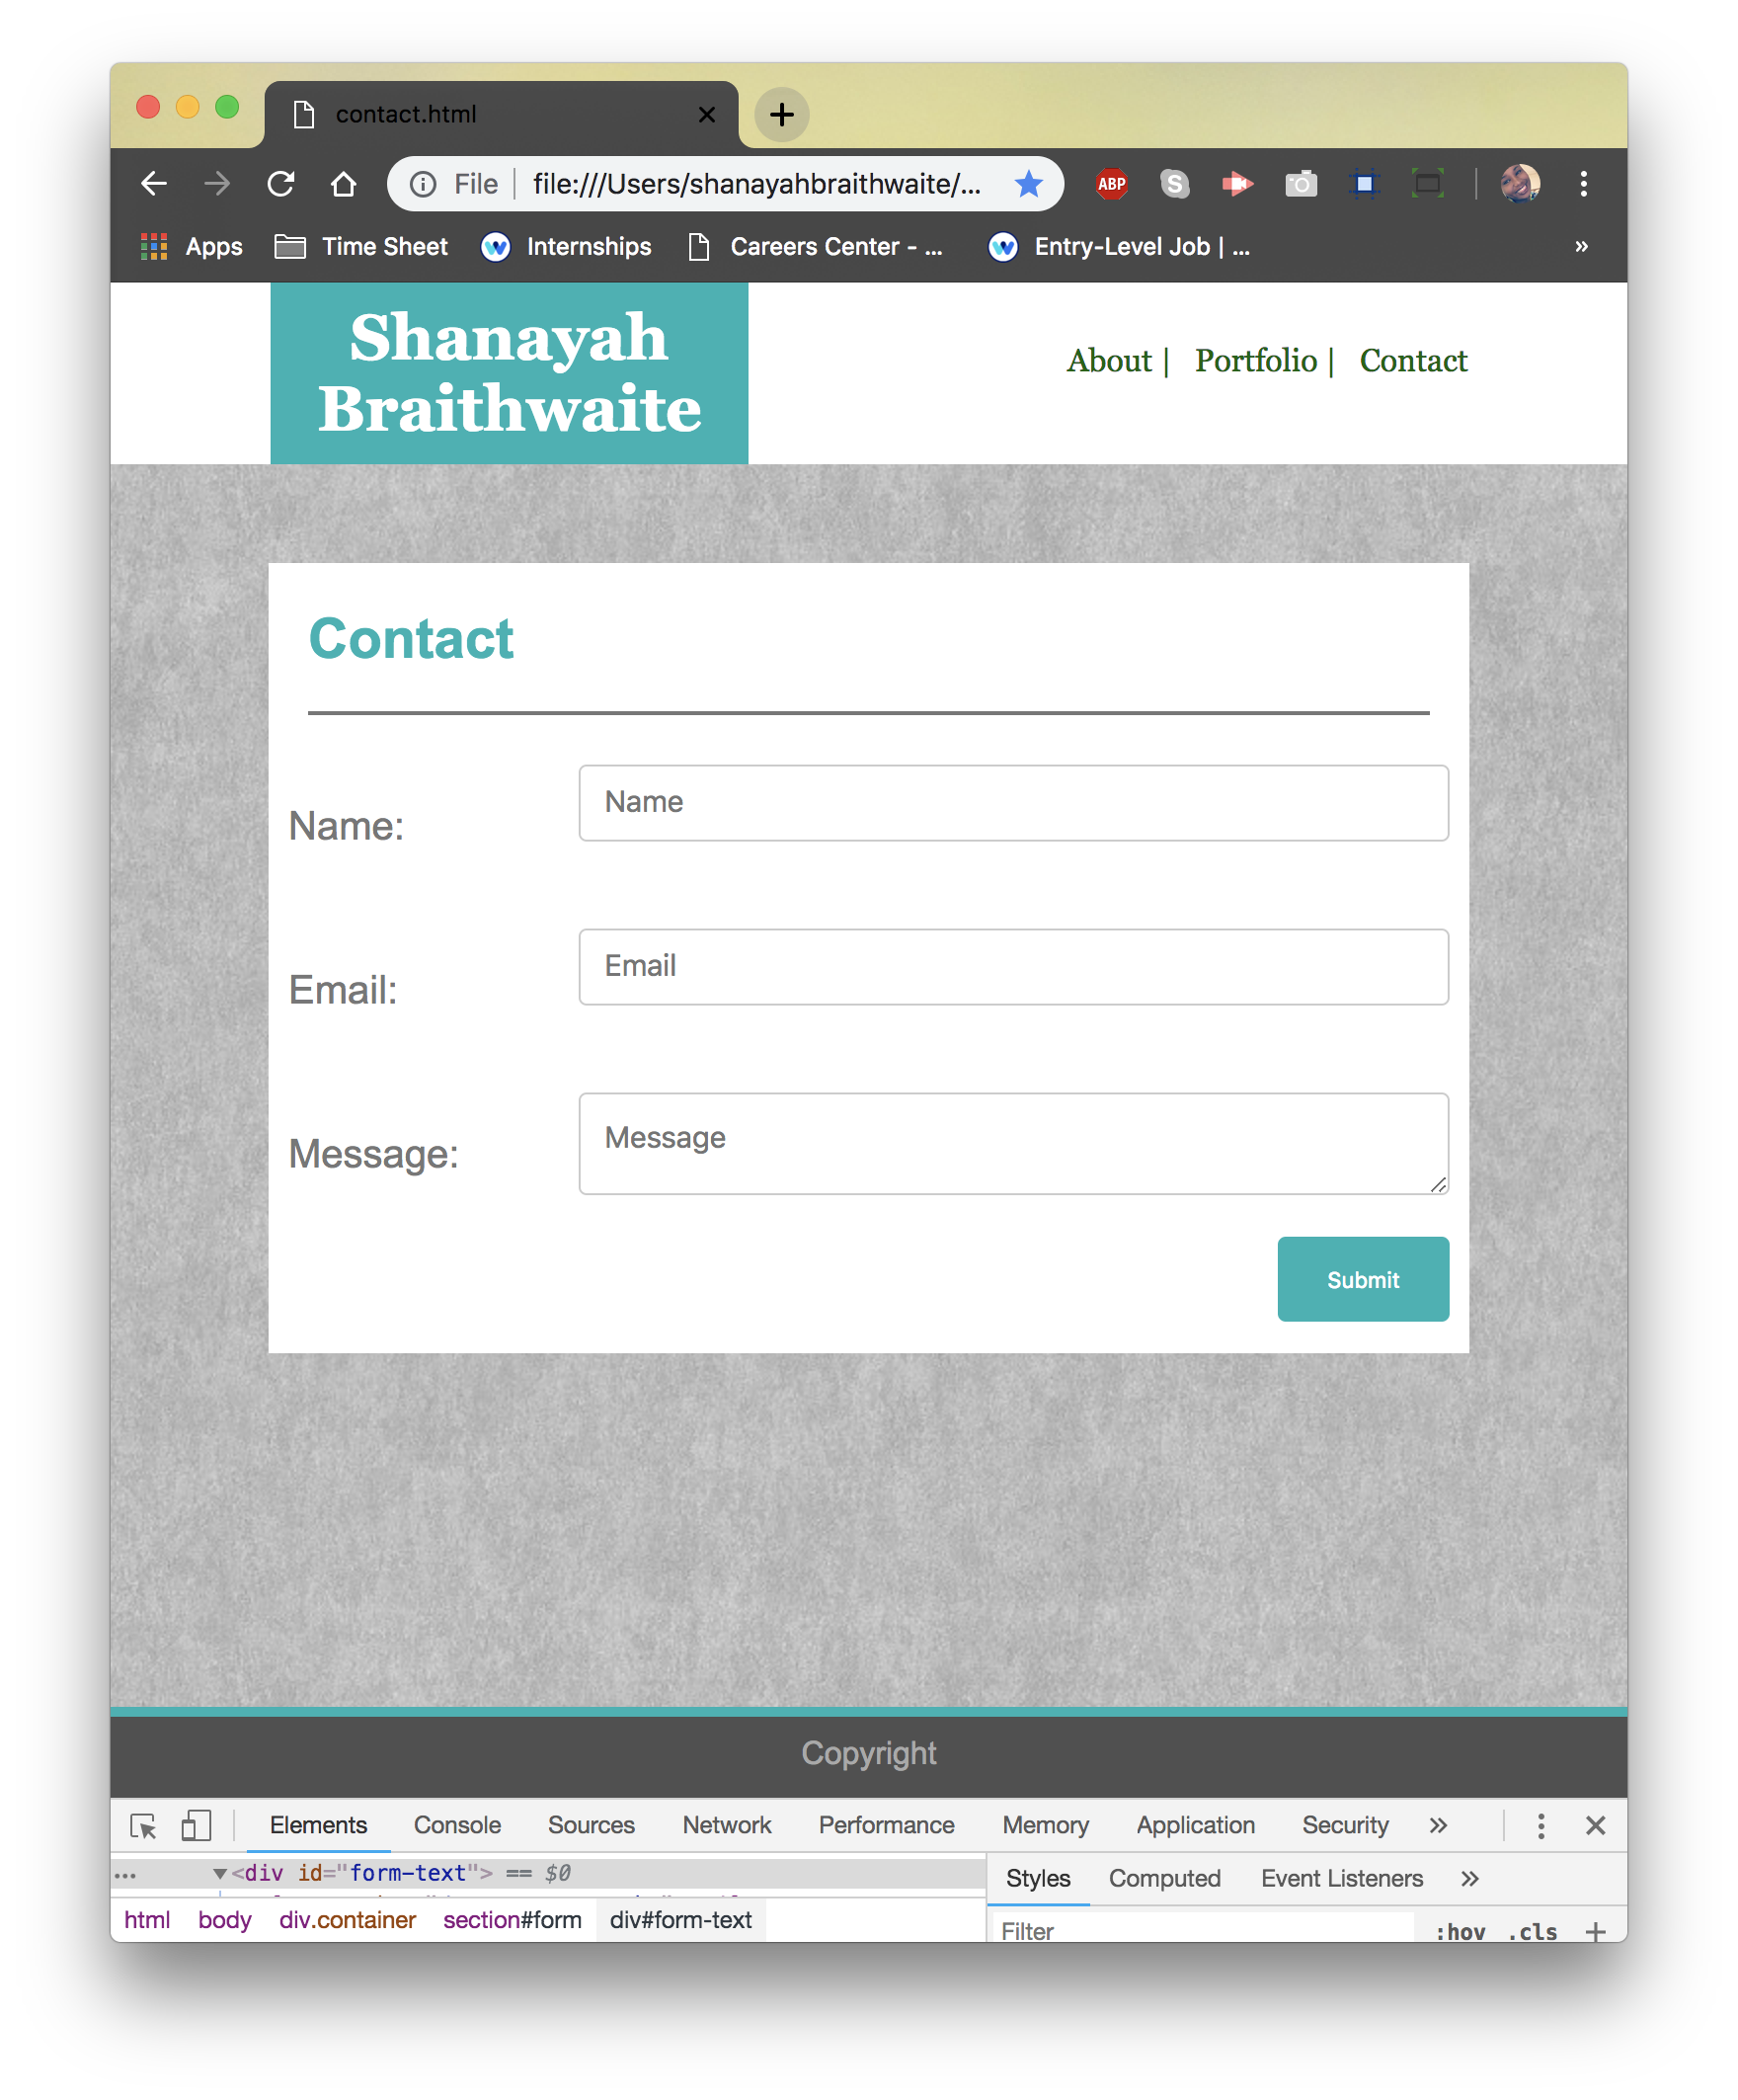 contact.html
File file:///Users/shanayahbraithwaite/...
ABP
S
Apps Time Sheet Internships Careers Center - ... Entry-Level Job | ... »
Shanayah
Braithwaite
About | Portfolio | Contact
Contact
Name: Name
Email: Email
Message: Message
Submit
Copyright
Elements Console Sources Network Performance Memory Application Security »
... ▼<div id="form-text"> == $0
Styles Computed Event Listeners »
html body div.container section#form div#form-text
Filter :hov .cls +